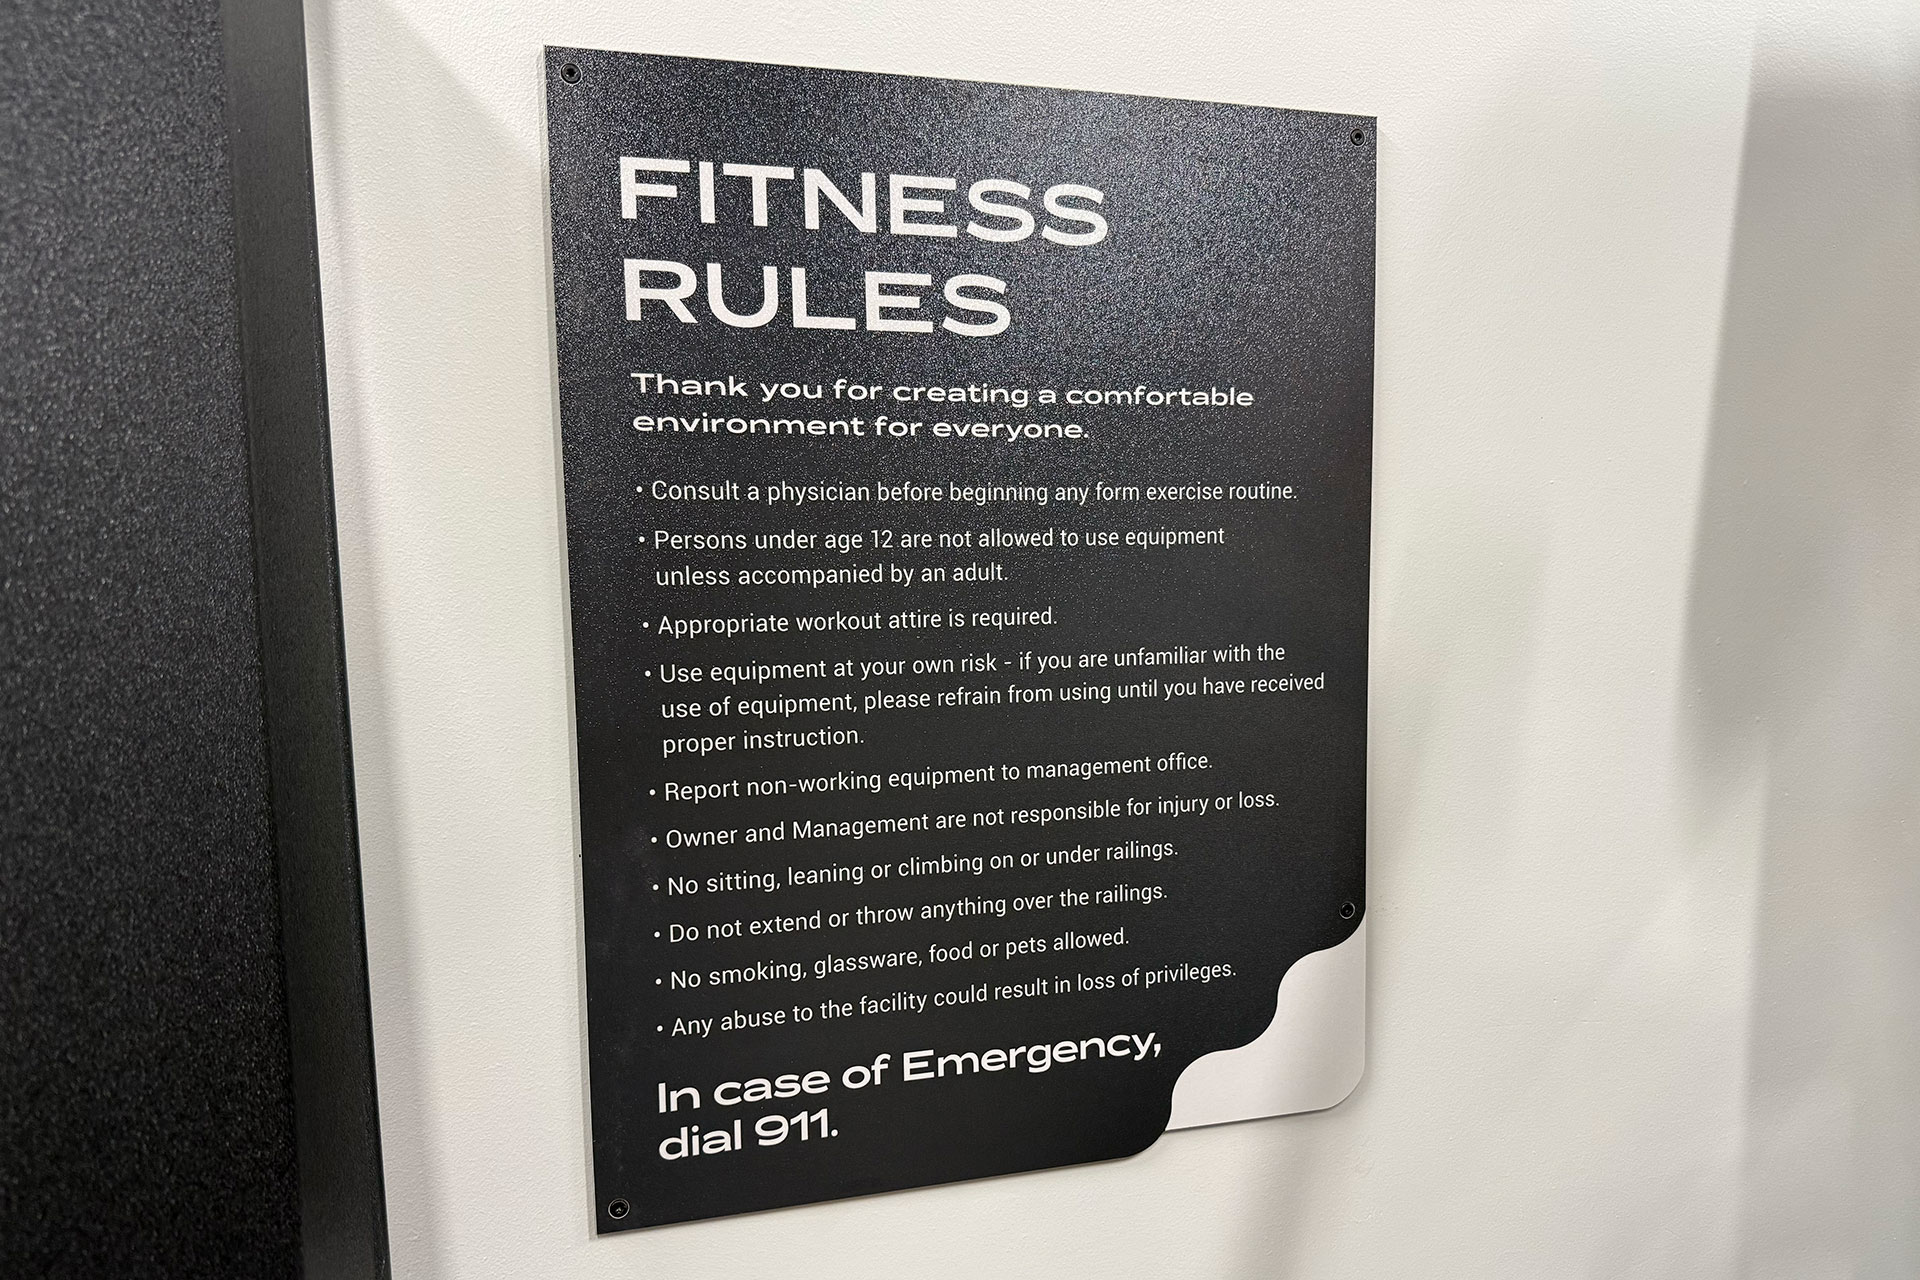 FITNESS
RULES
Thank you for creating a comfortable
environment for everyone.
• Consult a physician before beginning any form exercise routine.
• Persons under age 12 are not allowed to use equipment
unless accompanied by an adult.
• Appropriate workout attire is required.
• Use equipment at your own risk - if you are unfamiliar with the
use of equipment, please refrain from using until you have received
proper instruction.
• Report non-working equipment to management office.
• Owner and Management are not responsible for injury or loss.
• No sitting, leaning or climbing on or under railings.
• Do not extend or throw anything over the railings.
• No smoking, glassware, food or pets allowed.
• Any abuse to the facility could result in loss of privileges.
In case of Emergency,
dial 911.